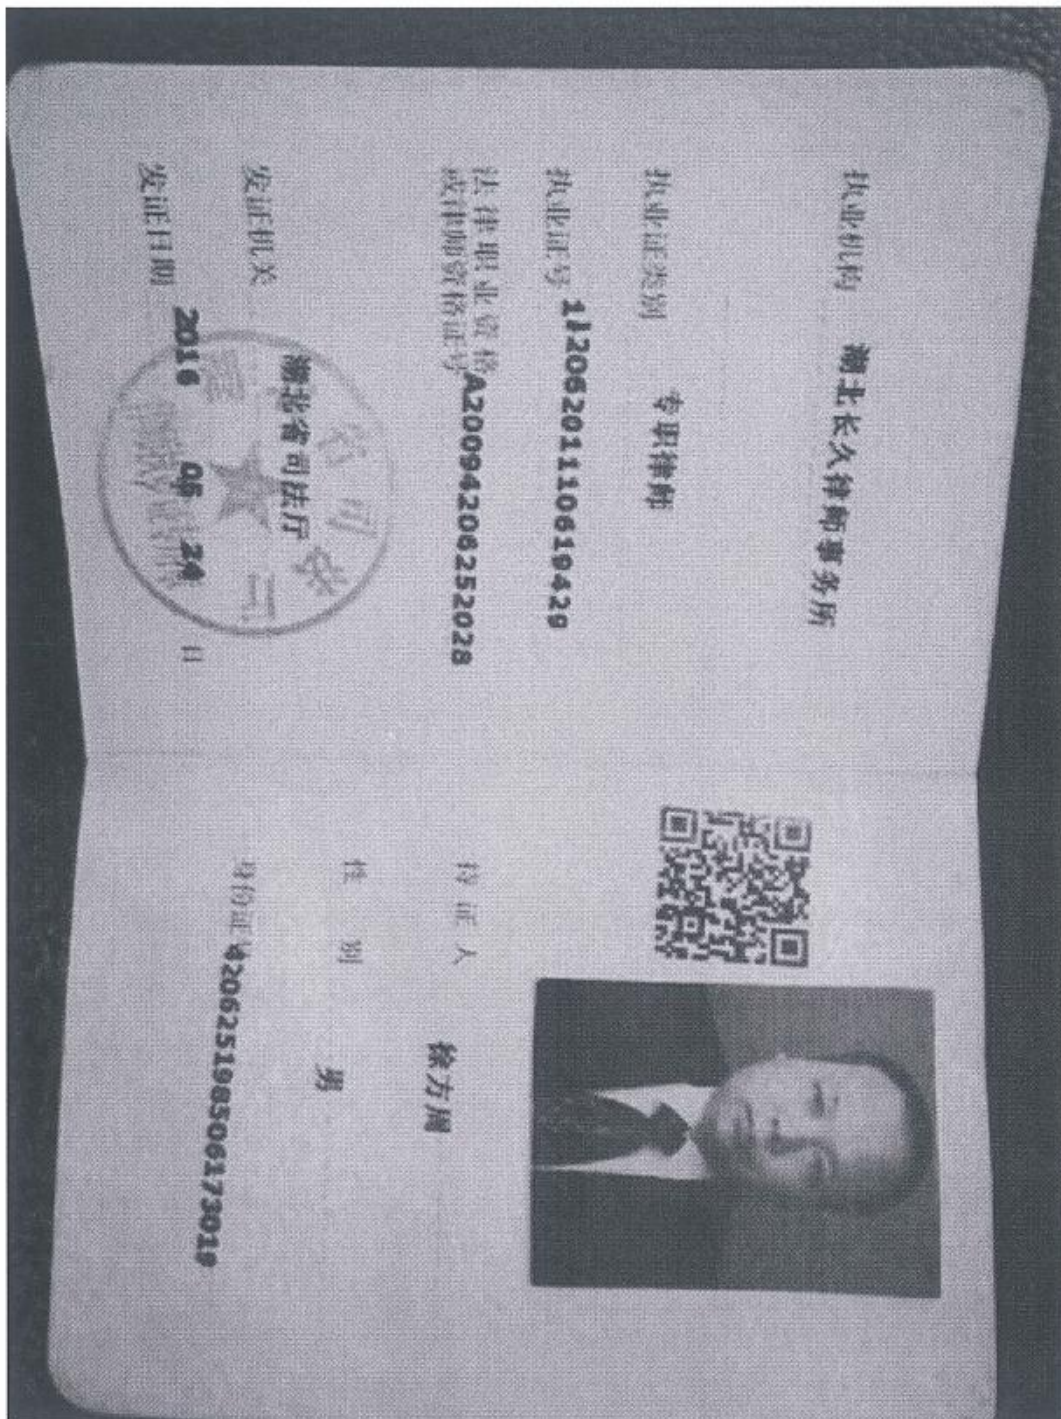 执业机构 湖北长久律师事务所
执业证类别 专职律师
执业证号 14206201110619429
法律职业资格
或律师资格证号 A20094206252028
发证机关 湖北省司法厅
发证日期 2016 05 24 日
持证人 徐方周
性别 男
身份证号 420625198506173019